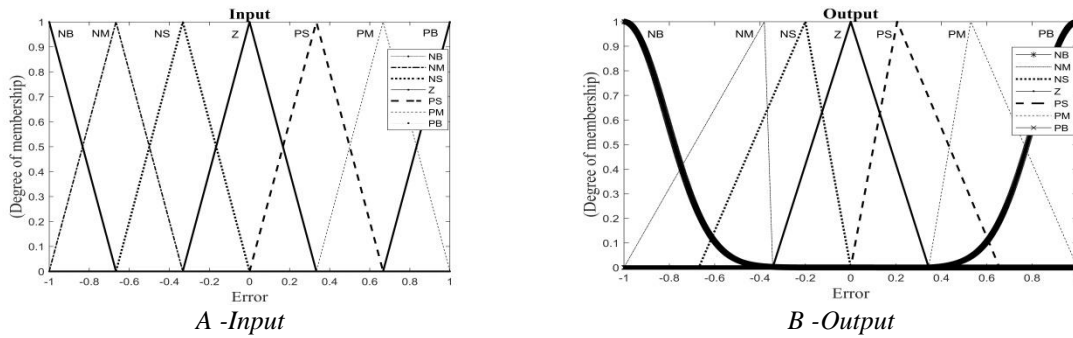 Input
(Degree of membership)
1
0.9
0.8
0.7
0.6
0.5
0.4
0.3
0.2
0.1
0
NB NM NS Z PS PM PB
NB
NM
NS
Z
PS
PM
PB
-1 -0.8 -0.6 -0.4 -0.2 0 0.2 0.4 0.6 0.8 1
Error
A -Input
Output
(Degree of membership)
1
0.9
0.8
0.7
0.6
0.5
0.4
0.3
0.2
0.1
0
NB NM NS Z PS PM PB
NB
NM
NS
Z
PS
PM
PB
-1 -0.8 -0.6 -0.4 -0.2 0 0.2 0.4 0.6 0.8 1
Error
B -Output